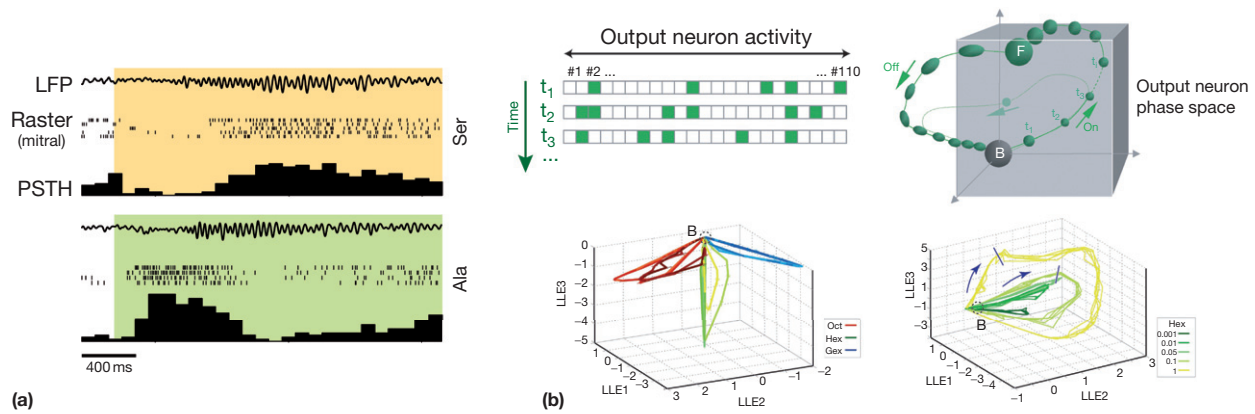 LFP
Raster
(mitral)
PSTH
Ser
Ala
400 ms
(a)
Output neuron activity
#1 #2 ... ... #110
Time
t1
t2
t3
...
Off
F
ti
t3
t2
t1
On
B
Output neuron
phase space
B
0
−1
−2
−3
−4
−5
LLE3
1 0 −1 −2 −3
LLE1
3 2 1 0 −1 −2
LLE2
Oct
Hex
Gex
5
3
1
−1
−3
LLE3
B
1 0 −1 −2 −3 −4
LLE1
−1 0 1 2 3
LLE2
Hex
0.001
0.01
0.05
0.1
1
(b)